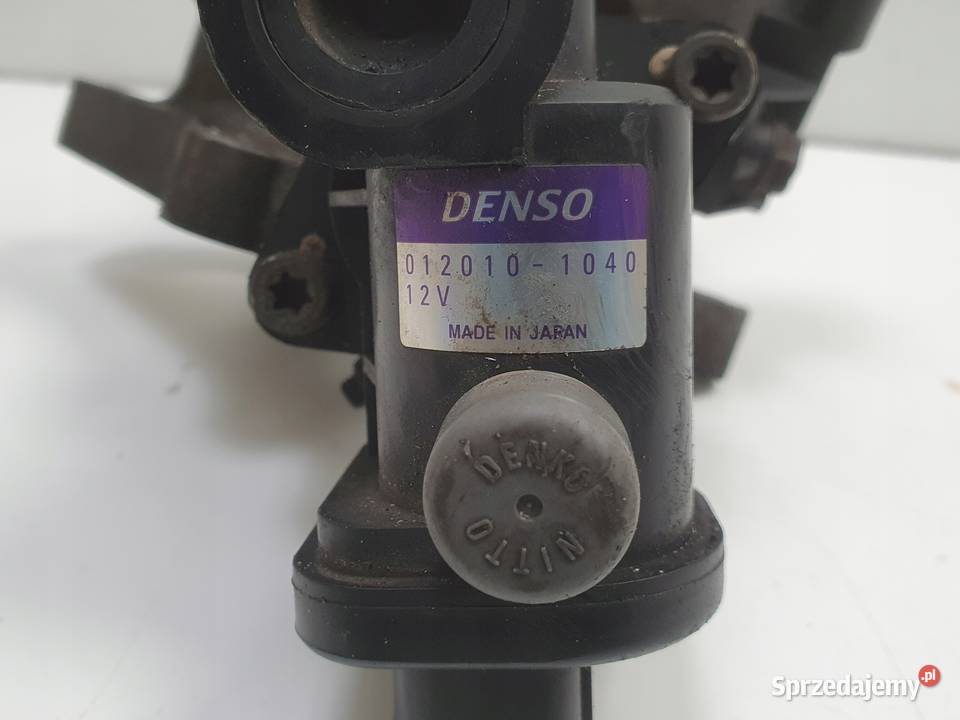 DENSO
012010-1040
12V
MADE IN JAPAN
DENKO
NITTO
Sprzedajemy.pl